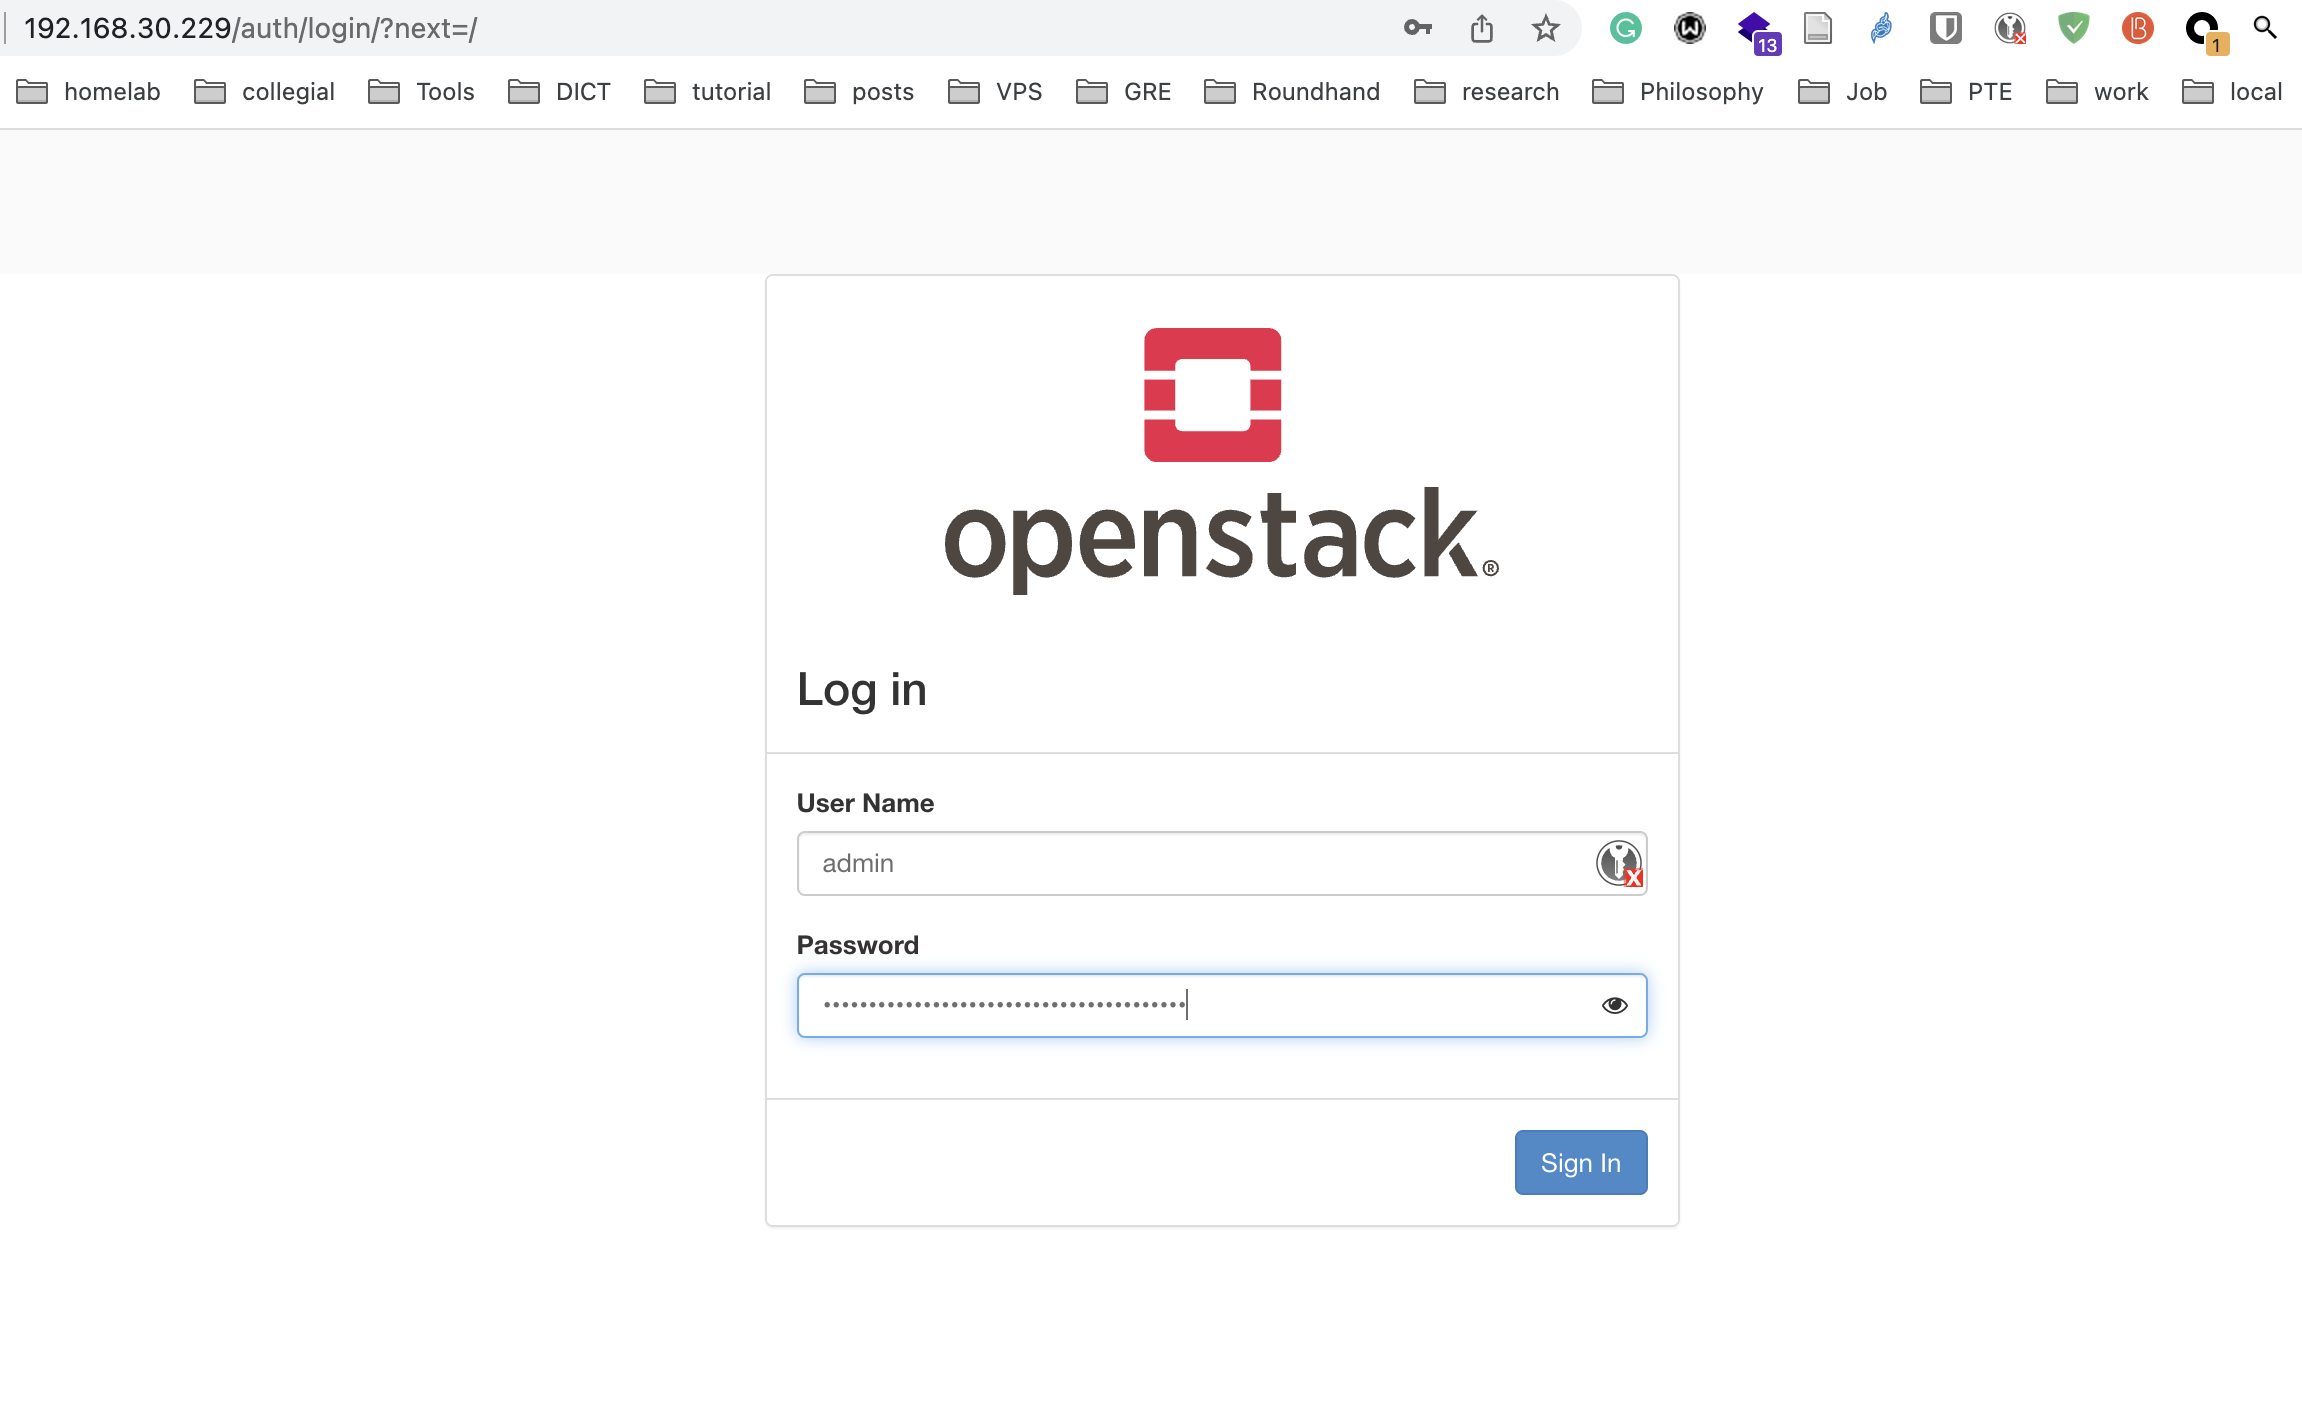 192.168.30.229/auth/login/?next=/
13
1
homelab collegial Tools DICT tutorial posts VPS GRE Roundhand research Philosophy Job PTE work local
openstack®
Log in
User Name
admin
Password
Sign In